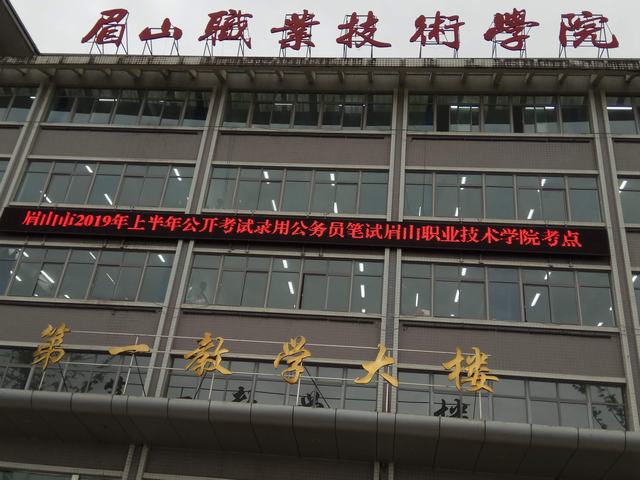 眉山職業技術學院
眉山市2019年上半年公开考试录用公务员笔试眉山职业技术学院考点
第一教学大楼